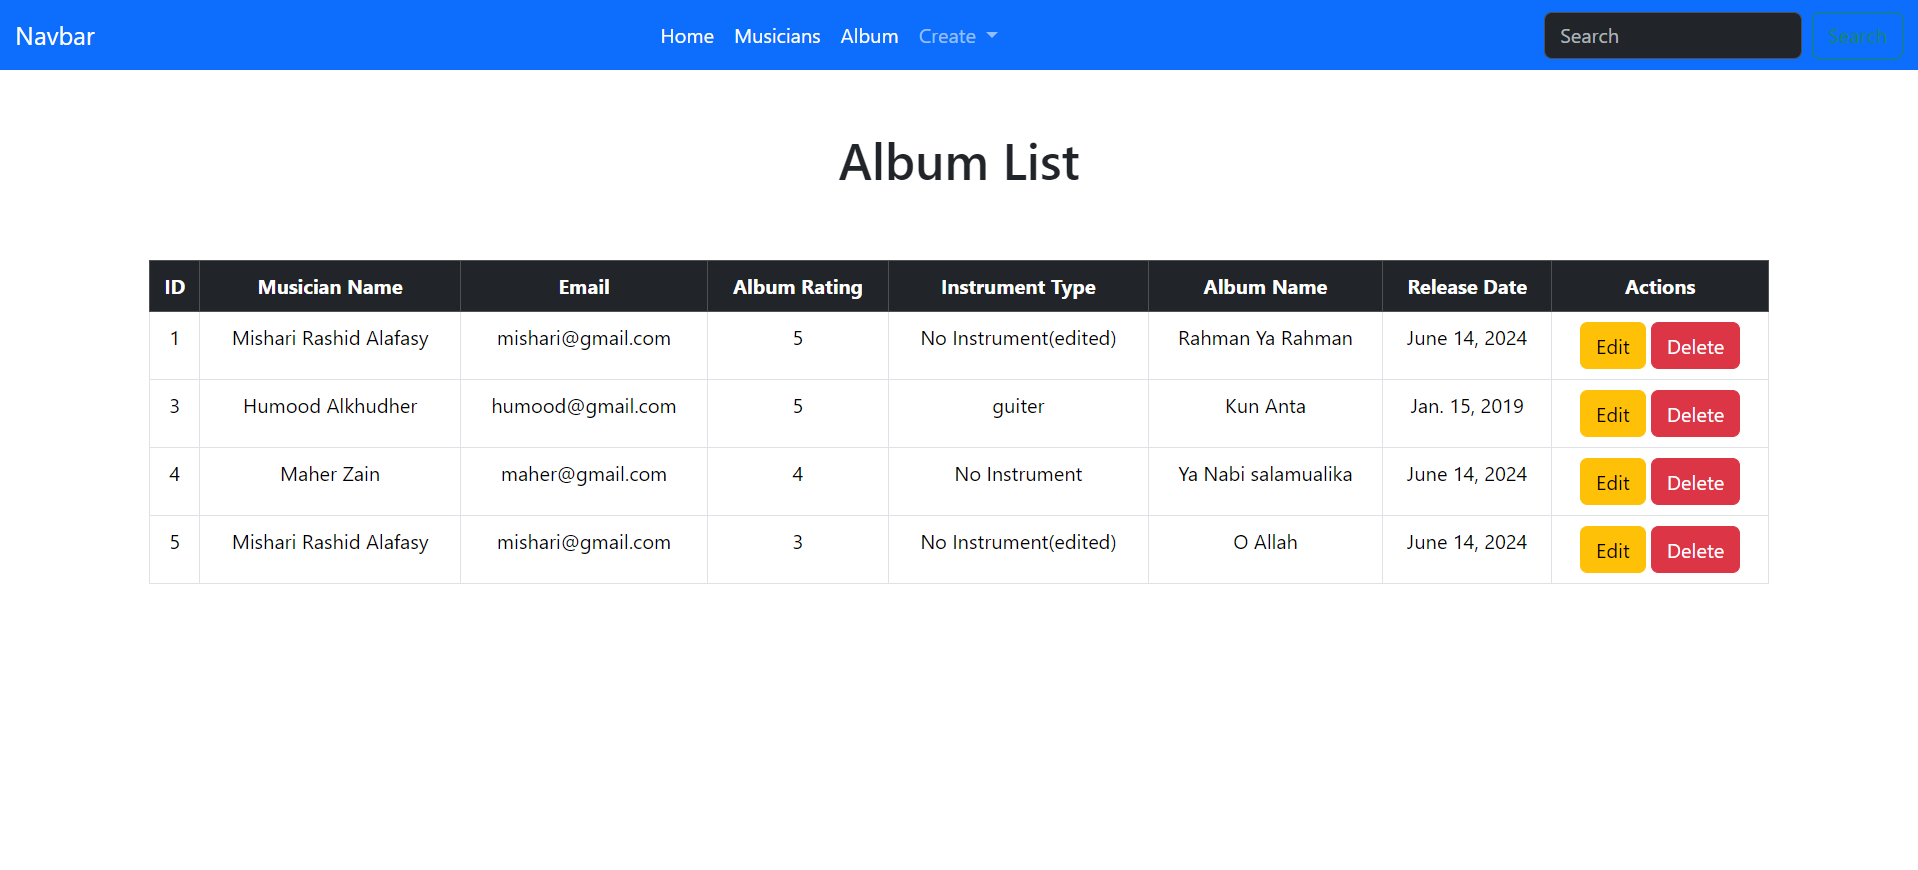 Navbar Home Musicians Album Create Search Search
Album List
ID Musician Name Email Album Rating Instrument Type Album Name Release Date Actions
1 Mishari Rashid Alafasy mishari@gmail.com 5 No Instrument(edited) Rahman Ya Rahman June 14, 2024 Edit Delete
3 Humood Alkhudher humood@gmail.com 5 guiter Kun Anta Jan. 15, 2019 Edit Delete
4 Maher Zain maher@gmail.com 4 No Instrument Ya Nabi salamualika June 14, 2024 Edit Delete
5 Mishari Rashid Alafasy mishari@gmail.com 3 No Instrument(edited) O Allah June 14, 2024 Edit Delete